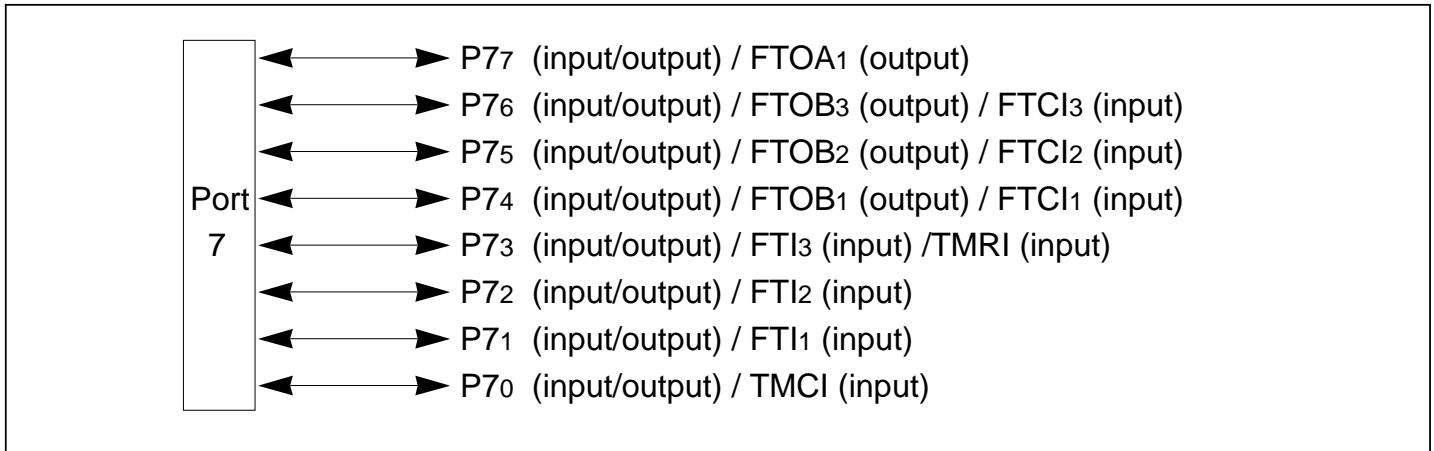 P77 (input/output) / FTOA1 (output)
P76 (input/output) / FTOB3 (output) / FTCI3 (input)
P75 (input/output) / FTOB2 (output) / FTCI2 (input)
Port
P74 (input/output) / FTOB1 (output) / FTCI1 (input)
7
P73 (input/output) / FTI3 (input) /TMRI (input)
P72 (input/output) / FTI2 (input)
P71 (input/output) / FTI1 (input)
P70 (input/output) / TMCI (input)